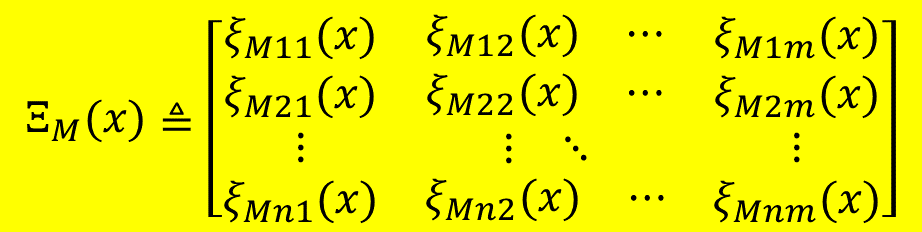 Ξ_M(x) ≜ [ξ_M11(x) ξ_M12(x) ⋯ ξ_M1m(x)
ξ_M21(x) ξ_M22(x) ⋯ ξ_M2m(x)
⋮ ⋮ ⋱ ⋮
ξ_Mn1(x) ξ_Mn2(x) ⋯ ξ_Mnm(x)]